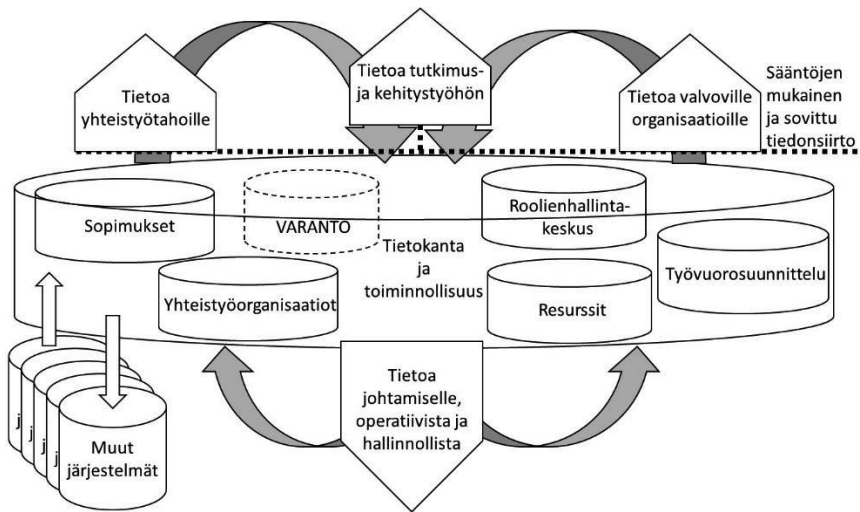 Tietoa
yhteistyötahoille
Tietoa tutkimus-
ja kehitystyöhön
Tietoa valvoville
organisaatioille
Sääntöjen
mukainen
ja sovittu
tiedonsiirto
Sopimukset
VARANTO
Roolienhallinta-
keskus
Tietokanta
ja
toiminnollisuus
Työvuorosuunnittelu
Yhteistyöorganisaatiot
Resurssit
Tietoa
johtamiselle,
operatiivista ja
hallinnollista
j
j
j
j
Muut
järjestelmät